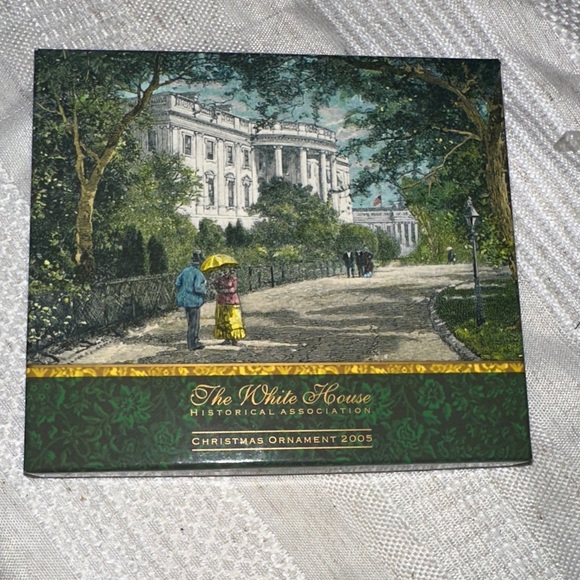 The White House
HISTORICAL ASSOCIATION
CHRISTMAS ORNAMENT 2005